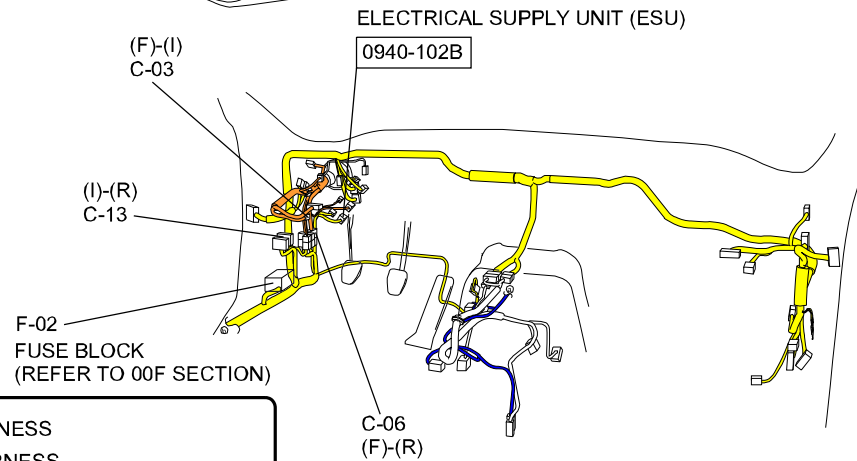 ELECTRICAL SUPPLY UNIT (ESU)
0940-102B
(F)-(I)
C-03
(I)-(R)
C-13
F-02
FUSE BLOCK
(REFER TO 00F SECTION)
C-06
(F)-(R)
NESS